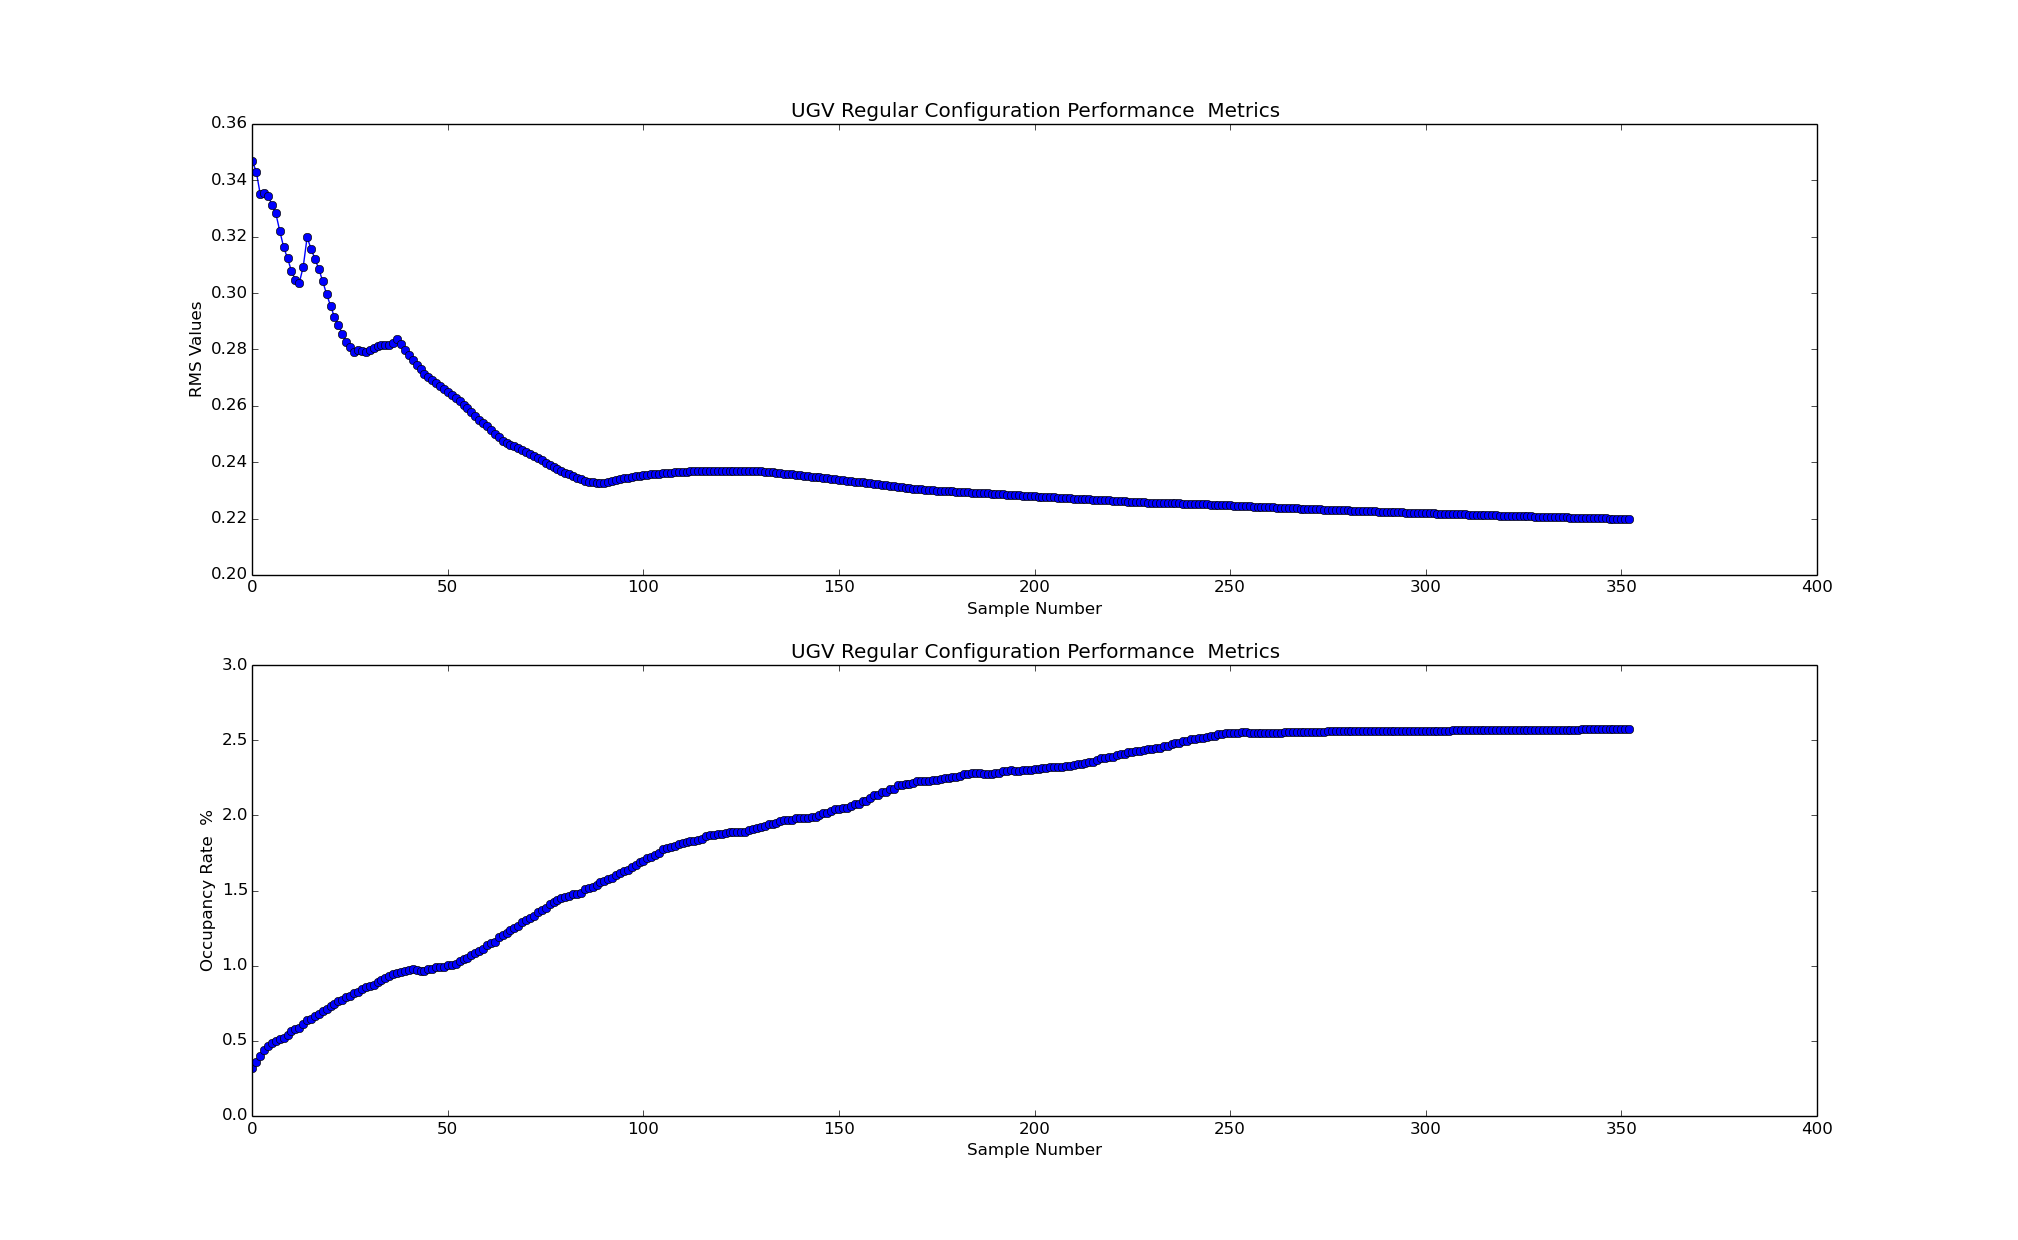 UGV Regular Configuration Performance  Metrics
0.36
0.34
0.32
0.30
0.28
0.26
0.24
0.22
0.20
RMS Values
0 50 100 150 200 250 300 350 400
Sample Number
UGV Regular Configuration Performance  Metrics
3.0
2.5
2.0
1.5
1.0
0.5
0.0
Occupancy Rate  %
0 50 100 150 200 250 300 350 400
Sample Number